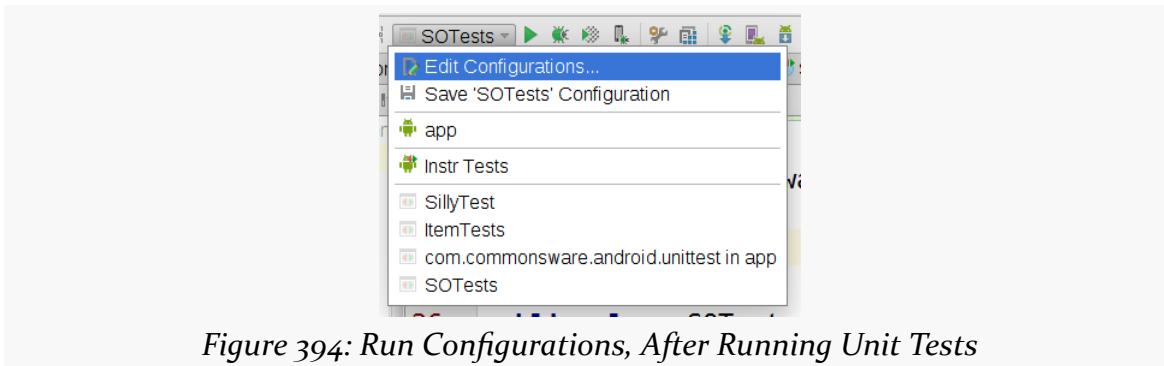 SOTests
Edit Configurations...
Save 'SOTests' Configuration
app
Instr Tests
SillyTest
ItemTests
com.commonsware.android.unittest in app
SOTests
Figure 394: Run Configurations, After Running Unit Tests